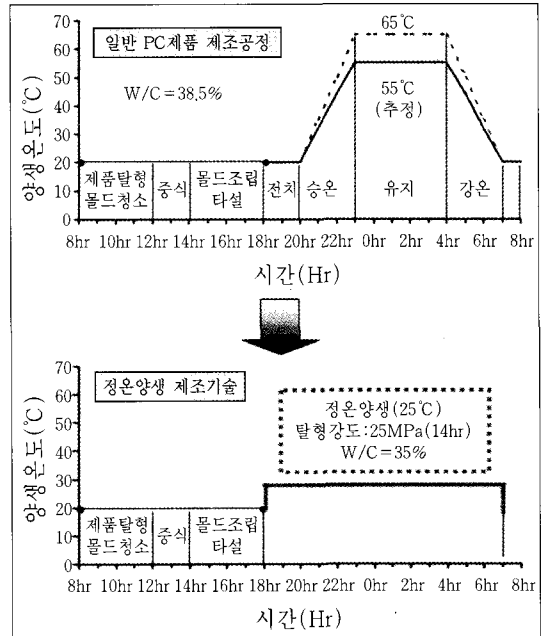 일반 PC제품 제조공정
65℃
W/C=38.5%
55℃
(추정)
양생온도(℃)
70
60
50
40
30
20
10
0
제품탈형
몰드청소
중식
몰드조립
타설
전치
승온
유지
강온
8hr 10hr 12hr 14hr 16hr 18hr 20hr 22hr 0hr 2hr 4hr 6hr 8hr
시간(Hr)
정온양생 제조기술
정온양생(25℃)
탈형강도:25MPa(14hr)
W/C=35%
양생온도(℃)
70
60
50
40
30
20
10
0
제품탈형
몰드청소
중식
몰드조립
타설
8hr 10hr 12hr 14hr 16hr 18hr 20hr 22hr 0hr 2hr 4hr 6hr 8hr
시간(Hr)